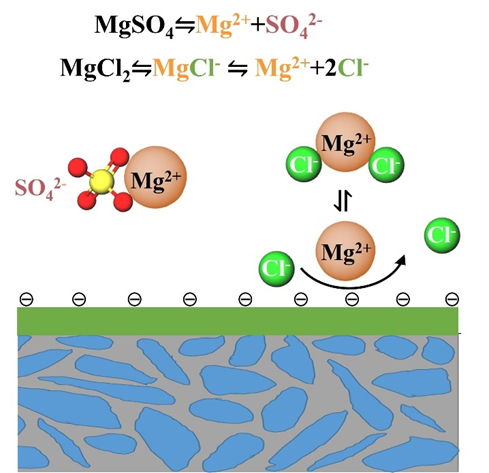 MgSO₄⇋Mg²⁺+SO₄²⁻
MgCl₂⇋MgCl⁻ ⇋ Mg²⁺+2Cl⁻
SO₄²⁻
Mg²⁺
Mg²⁺
Cl⁻
Cl⁻
⥮
Mg²⁺
Cl⁻
Cl⁻
⊖ ⊖ ⊖ ⊖ ⊖ ⊖ ⊖ ⊖ ⊖